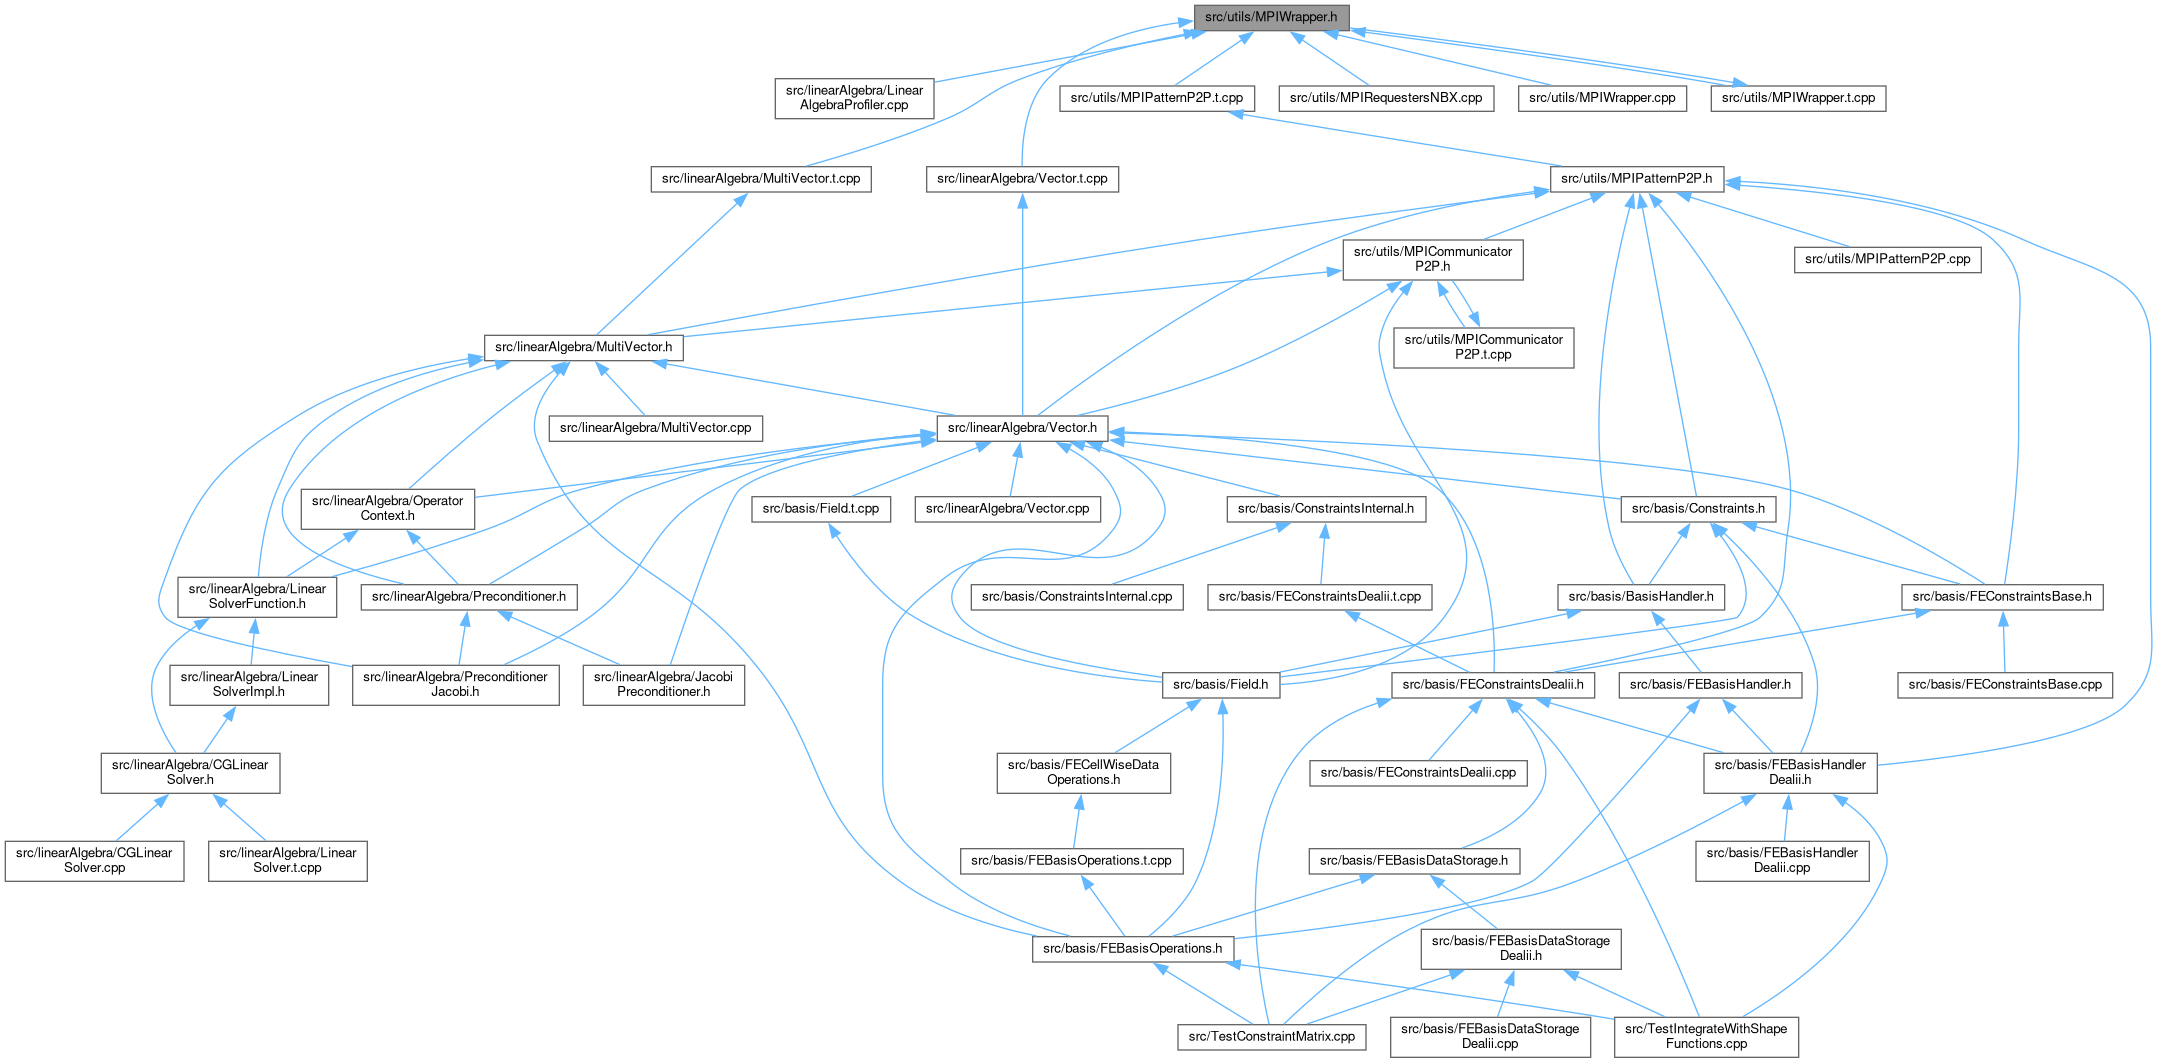 src/utils/MPIWrapper.h
src/linearAlgebra/Linear
AlgebraProfiler.cpp
src/utils/MPIPatternP2P.t.cpp
src/utils/MPIRequestersNBX.cpp
src/utils/MPIWrapper.cpp
src/utils/MPIWrapper.t.cpp
src/linearAlgebra/MultiVector.t.cpp
src/linearAlgebra/Vector.t.cpp
src/utils/MPIPatternP2P.h
src/utils/MPICommunicator
P2P.h
src/utils/MPIPatternP2P.cpp
src/linearAlgebra/MultiVector.h
src/utils/MPICommunicator
P2P.t.cpp
src/linearAlgebra/MultiVector.cpp
src/linearAlgebra/Vector.h
src/linearAlgebra/Operator
Context.h
src/basis/Field.t.cpp
src/linearAlgebra/Vector.cpp
src/basis/ConstraintsInternal.h
src/basis/Constraints.h
src/linearAlgebra/Linear
SolverFunction.h
src/linearAlgebra/Preconditioner.h
src/basis/ConstraintsInternal.cpp
src/basis/FEConstraintsDealii.t.cpp
src/basis/BasisHandler.h
src/basis/FEConstraintsBase.h
src/linearAlgebra/Linear
SolverImpl.h
src/linearAlgebra/Preconditioner
Jacobi.h
src/linearAlgebra/Jacobi
Preconditioner.h
src/basis/Field.h
src/basis/FEConstraintsDealii.h
src/basis/FEBasisHandler.h
src/basis/FEConstraintsBase.cpp
src/linearAlgebra/CGLinear
Solver.h
src/basis/FECellWiseData
Operations.h
src/basis/FEConstraintsDealii.cpp
src/basis/FEBasisHandler
Dealii.h
src/linearAlgebra/CGLinear
Solver.cpp
src/linearAlgebra/Linear
Solver.t.cpp
src/basis/FEBasisOperations.t.cpp
src/basis/FEBasisDataStorage.h
src/basis/FEBasisHandler
Dealii.cpp
src/basis/FEBasisOperations.h
src/basis/FEBasisDataStorage
Dealii.h
src/TestConstraintMatrix.cpp
src/basis/FEBasisDataStorage
Dealii.cpp
src/TestIntegrateWithShape
Functions.cpp